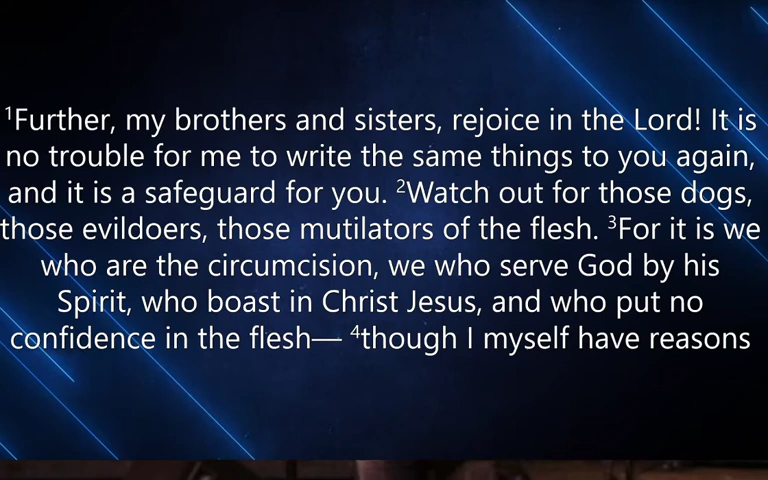 ¹Further, my brothers and sisters, rejoice in the Lord! It is
no trouble for me to write the same things to you again,
and it is a safeguard for you. ²Watch out for those dogs,
those evildoers, those mutilators of the flesh. ³For it is we
who are the circumcision, we who serve God by his
Spirit, who boast in Christ Jesus, and who put no
confidence in the flesh— ⁴though I myself have reasons